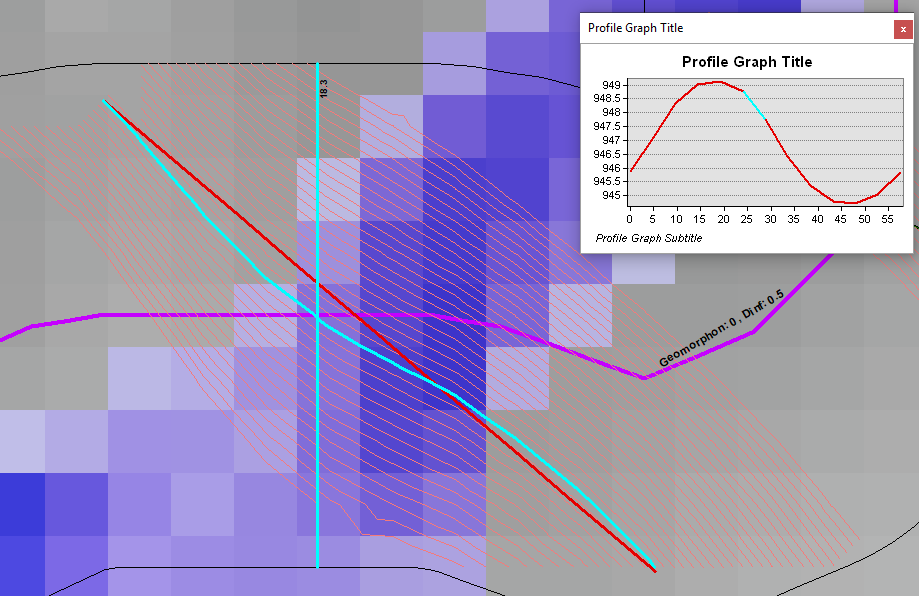 Profile Graph Title
x
Profile Graph Title
949
948.5
948
947.5
947
946.5
946
945.5
945
0 5 10 15 20 25 30 35 40 45 50 55
Profile Graph Subtitle
18.3
Geomorphon: 0, Dinf: 0.5